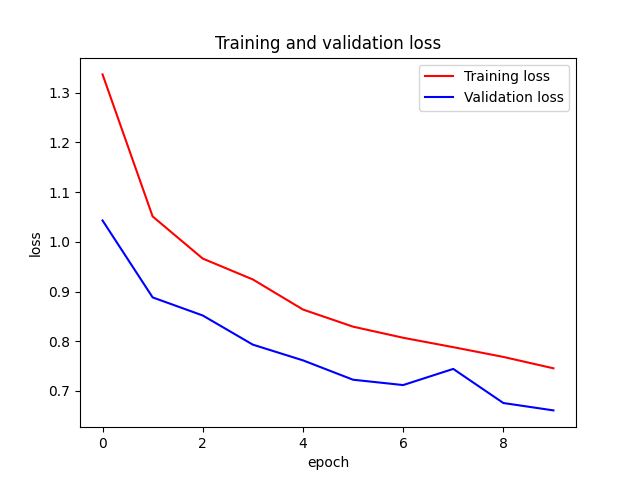 Training and validation loss
Training loss
Validation loss
1.3
1.2
1.1
1.0
0.9
0.8
0.7
loss
0
2
4
6
8
epoch